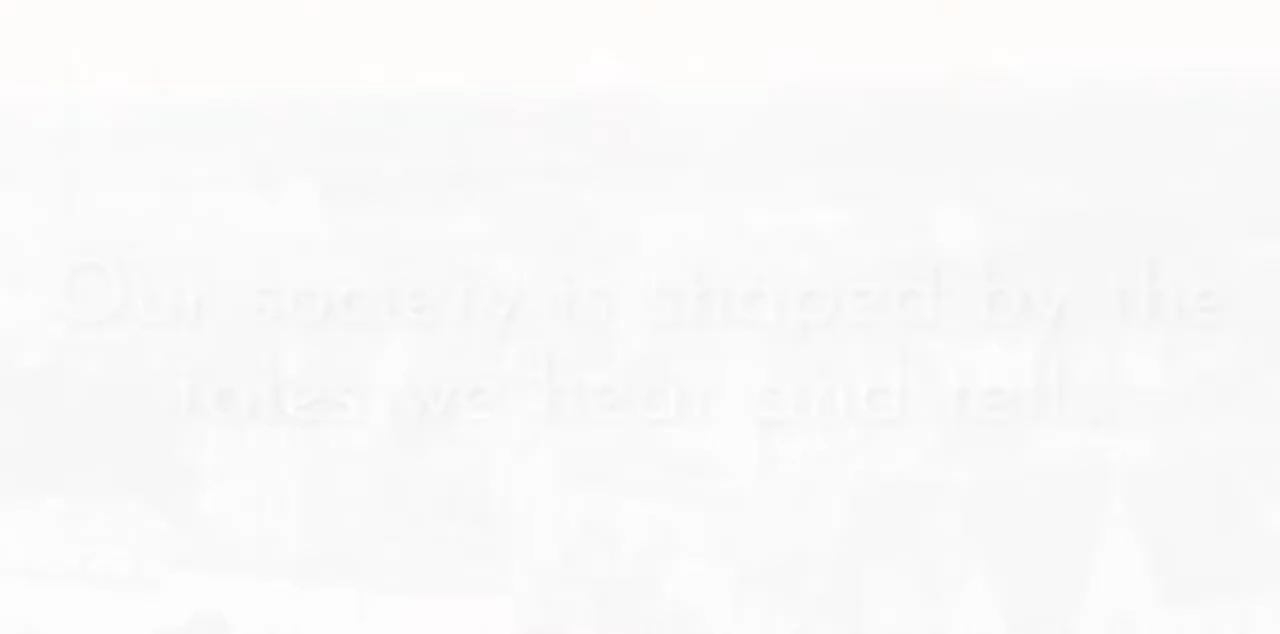 Our society is shaped by the
tales we hear and tell